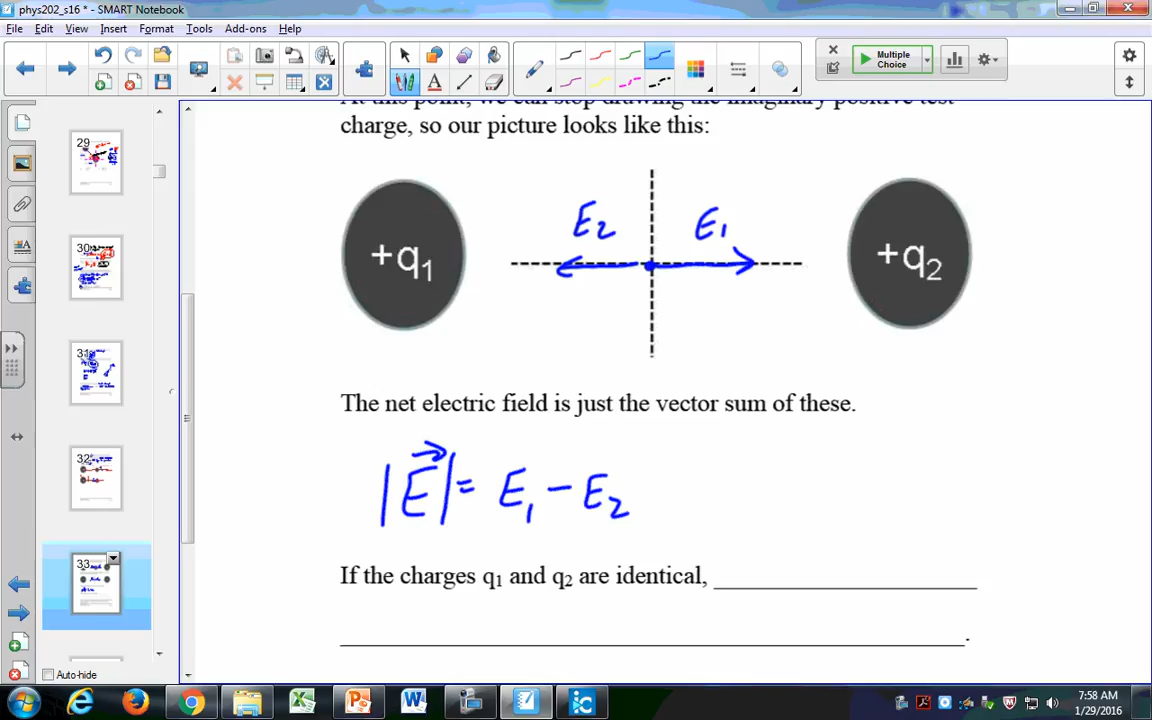 phys202_s16 * - SMART Notebook
File Edit View Insert Format Tools Add-ons Help
Multiple
Choice
29
30
31
32
33
Auto-hide
charge, so our picture looks like this:
E2 E1
+q1 +q2
The net electric field is just the vector sum of these.
|E⃗| = E1 - E2
If the charges q1 and q2 are identical, ____________________
________________________________________.
7:58 AM
1/29/2016